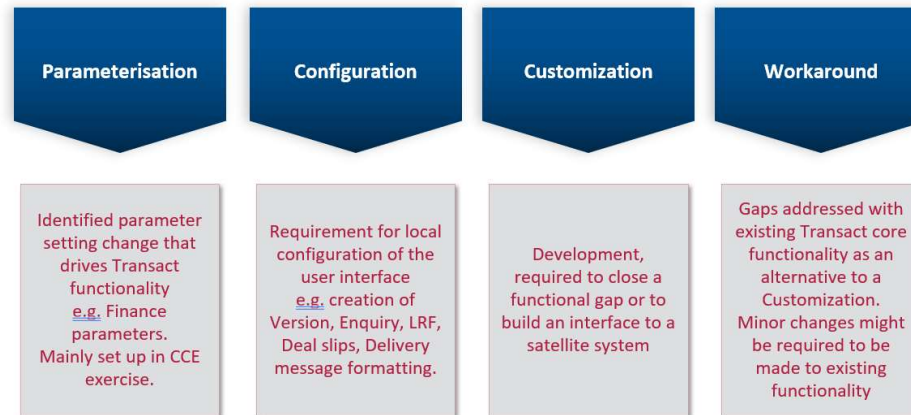 Parameterisation
Configuration
Customization
Workaround
Identified parameter
setting change that
drives Transact
functionality
e.g. Finance
parameters.
Mainly set up in CCE
exercise.
Requirement for local
configuration of the
user interface
e.g. creation of
Version, Enquiry, LRF,
Deal slips, Delivery
message formatting.
Development,
required to close a
functional gap or to
build an interface to a
satellite system
Gaps addressed with
existing Transact core
functionality as an
alternative to a
Customization.
Minor changes might
be required to be
made to existing
functionality